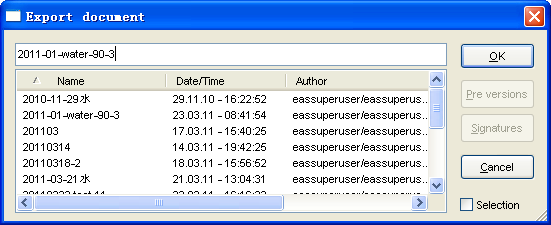 Export document
2011-01-water-90-3
OK
Name Date/Time Author
2010-11-29水 29.11.10 - 16:22:52 eassuperuser/eassuperus...
2011-01-water-90-3 23.03.11 - 08:41:54 eassuperuser/eassuperus...
201103 17.03.11 - 15:40:25 eassuperuser/eassuperus...
20110314 14.03.11 - 19:42:25 eassuperuser/eassuperus...
20110318-2 18.03.11 - 15:56:52 eassuperuser/eassuperus...
2011-03-21水 21.03.11 - 13:04:31 eassuperuser/eassuperus...
Pre versions
Signatures
Cancel
Selection